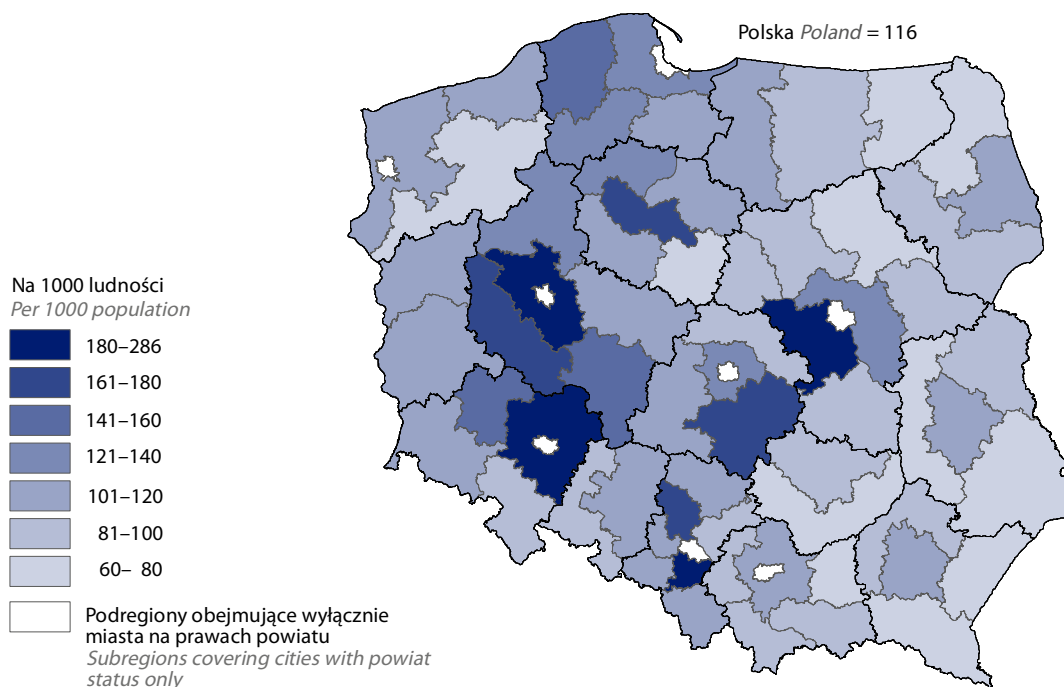 Polska Poland = 116
Na 1000 ludności
Per 1000 population
180–286
161–180
141–160
121–140
101–120
81–100
60– 80
Podregiony obejmujące wyłącznie
miasta na prawach powiatu
Subregions covering cities with powiat
status only